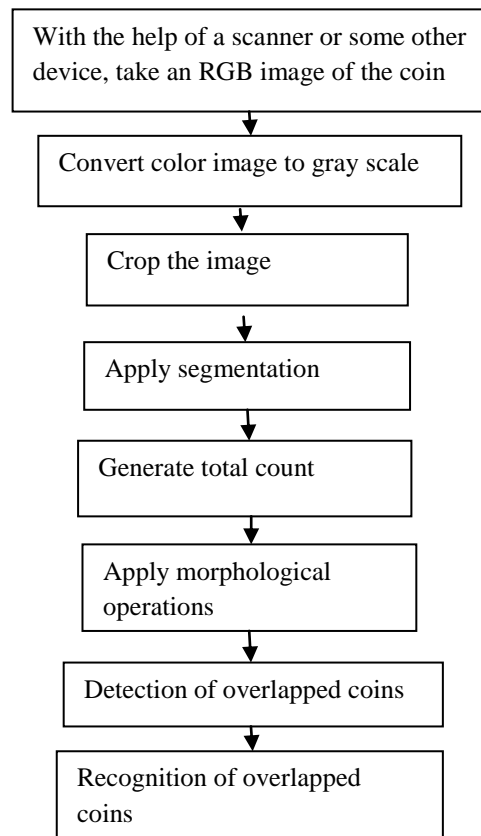 With the help of a scanner or some other
device, take an RGB image of the coin
Convert color image to gray scale
Crop the image
Apply segmentation
Generate total count
Apply morphological
operations
Detection of overlapped coins
Recognition of overlapped
coins